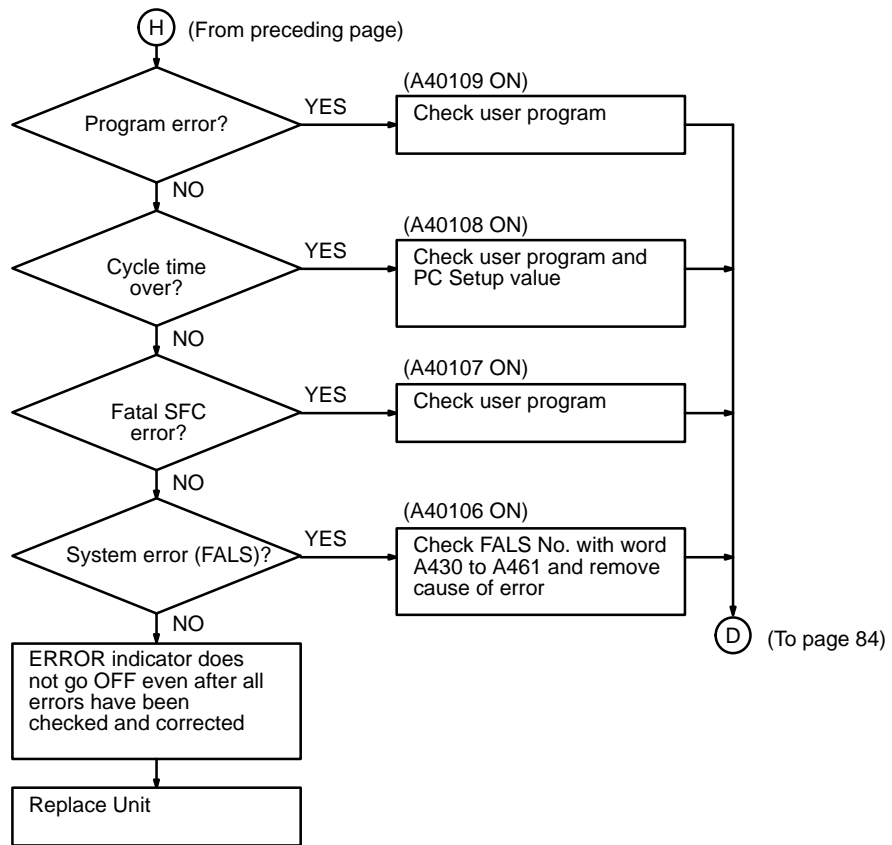 H (From preceding page)
(A40109 ON)
Program error?
YES
Check user program
NO
(A40108 ON)
Cycle time
over?
YES
Check user program and
PC Setup value
NO
(A40107 ON)
Fatal SFC
error?
YES
Check user program
NO
(A40106 ON)
System error (FALS)?
YES
Check FALS No. with word
A430 to A461 and remove
cause of error
NO
D (To page 84)
ERROR indicator does
not go OFF even after all
errors have been
checked and corrected
Replace Unit